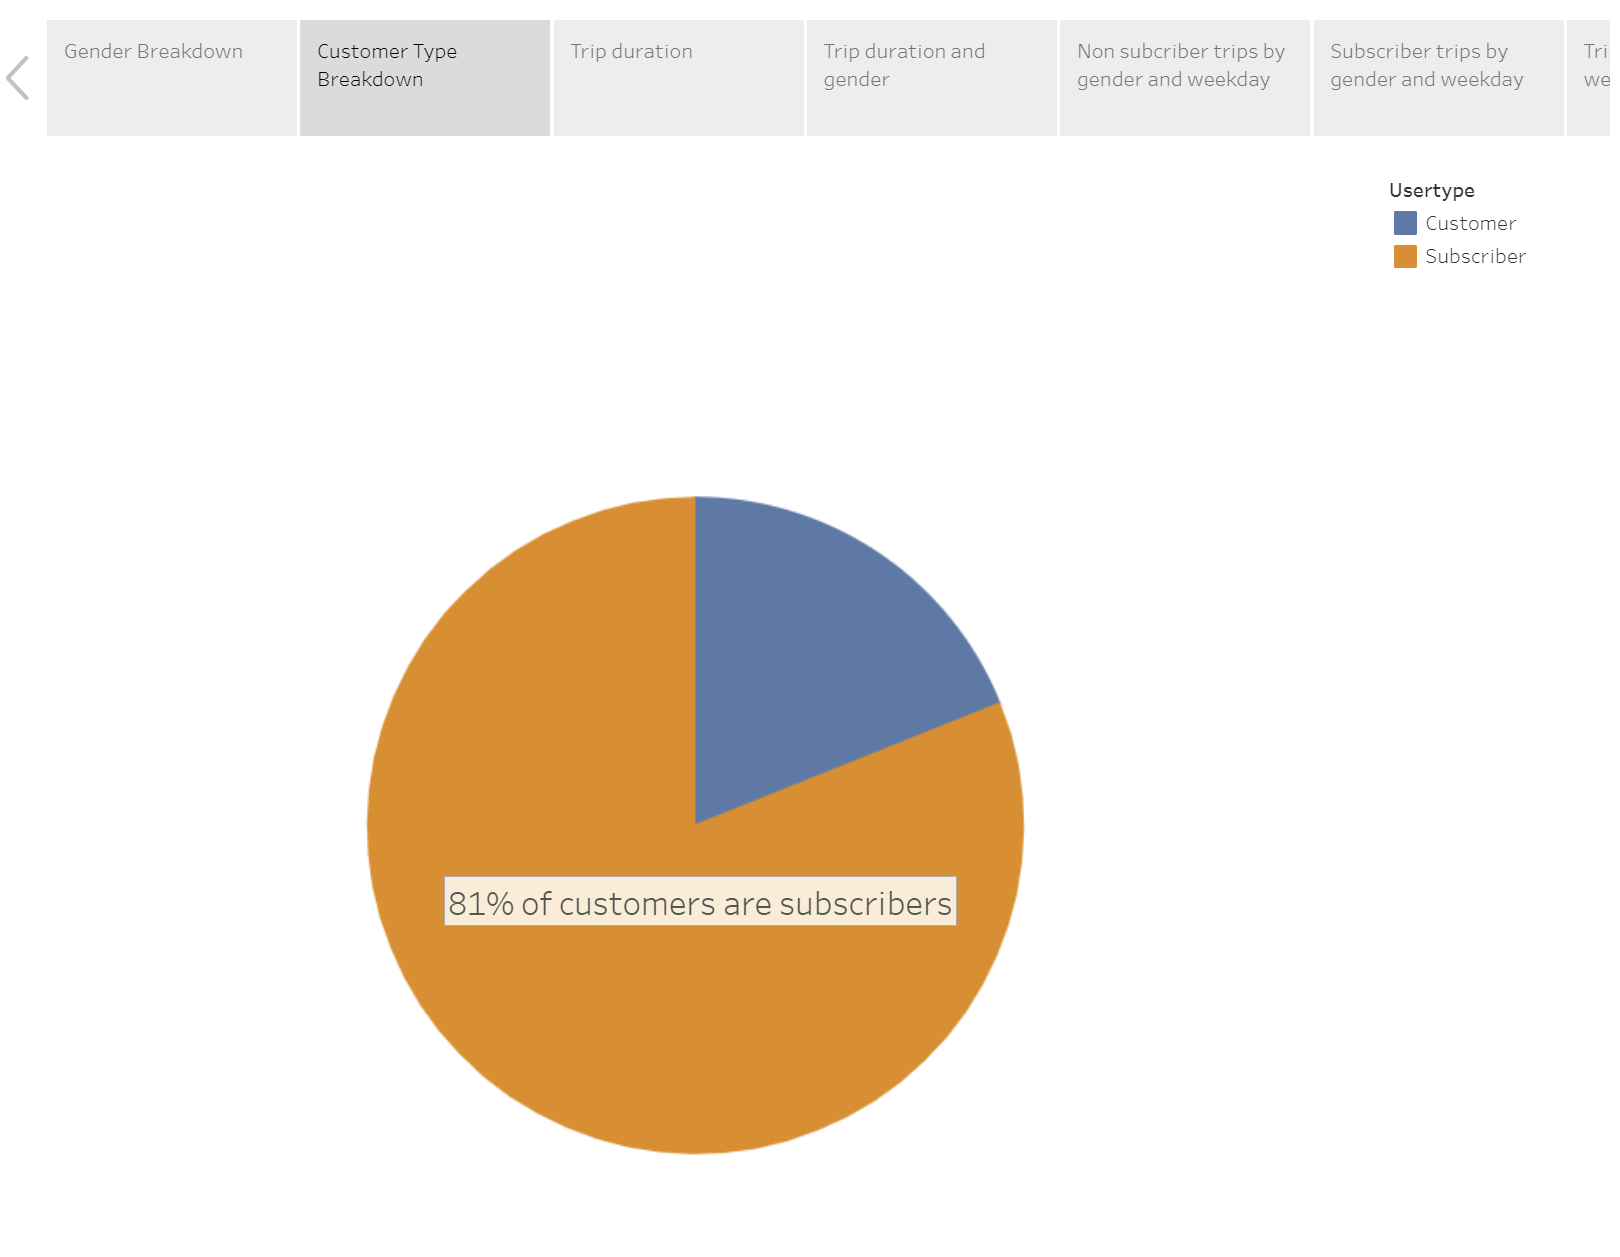 Gender Breakdown
Customer Type
Breakdown
Trip duration
Trip duration and
gender
Non subcriber trips by
gender and weekday
Subscriber trips by
gender and weekday
Usertype
Customer
Subscriber
81% of customers are subscribers